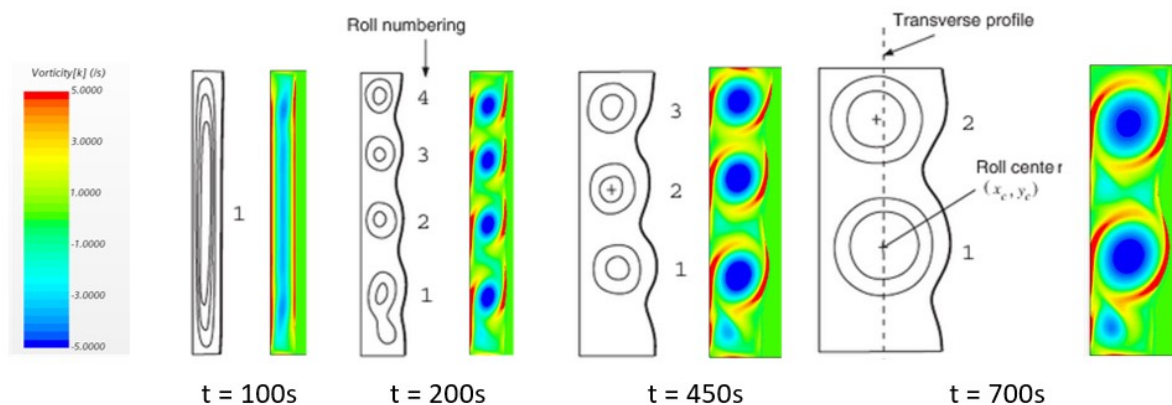 Vorticity[k] (/s)
5.0000
3.0000
1.0000
-1.0000
-3.0000
-5.0000
1
t = 100s
Roll numbering
4
3
2
1
t = 200s
3
2
1
t = 450s
Transverse profile
2
Roll center
(x_c, y_c)
1
t = 700s